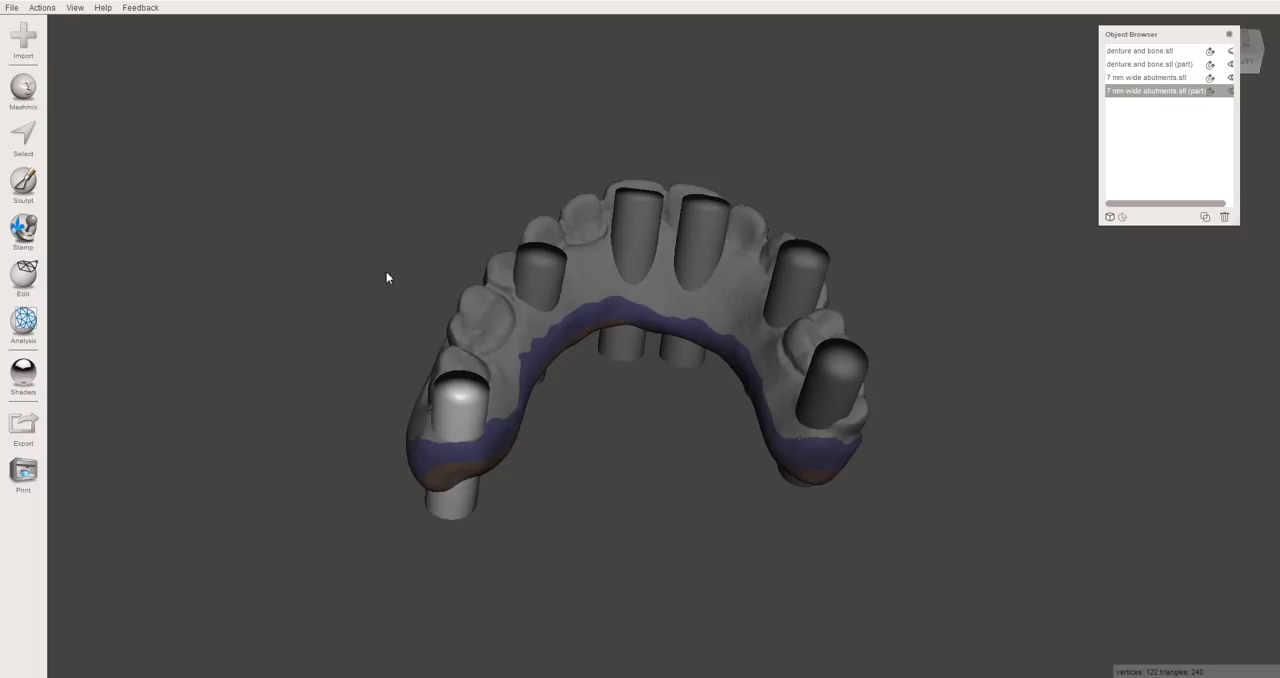 File Actions View Help Feedback
Import
Meshmix
Select
Sculpt
Stamp
Edit
Analysis
Shaders
Export
Print
Object Browser
denture and bone.stl
denture and bone.stl (part)
7 mm wide abutments.stl
7 mm wide abutments.stl (part)
vertices: 122 triangles: 240